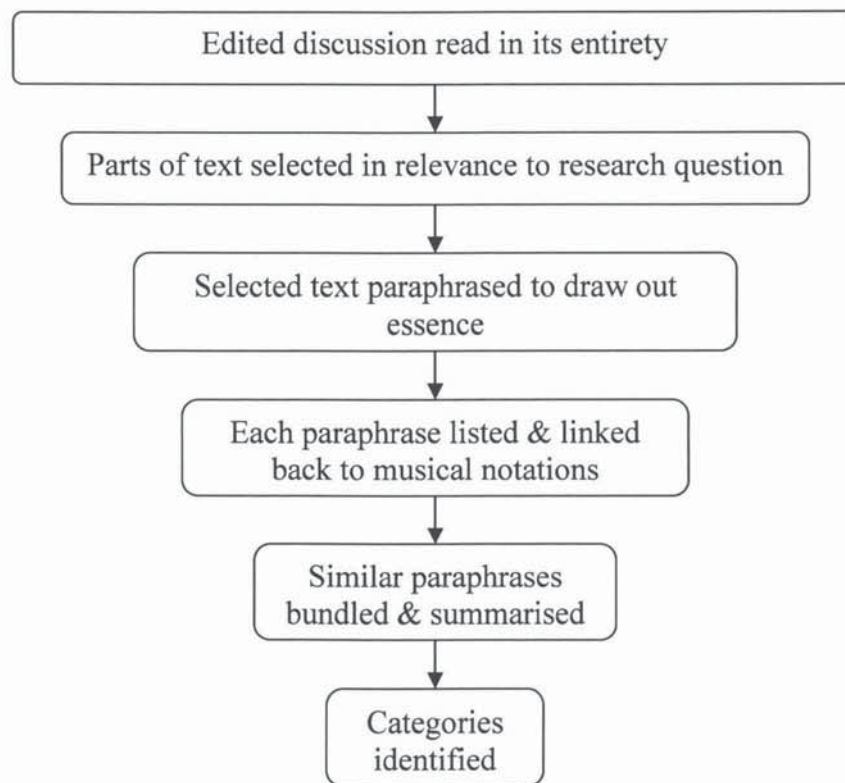 Edited discussion read in its entirety
Parts of text selected in relevance to research question
Selected text paraphrased to draw out
essence
Each paraphrase listed & linked
back to musical notations
Similar paraphrases
bundled & summarised
Categories
identified